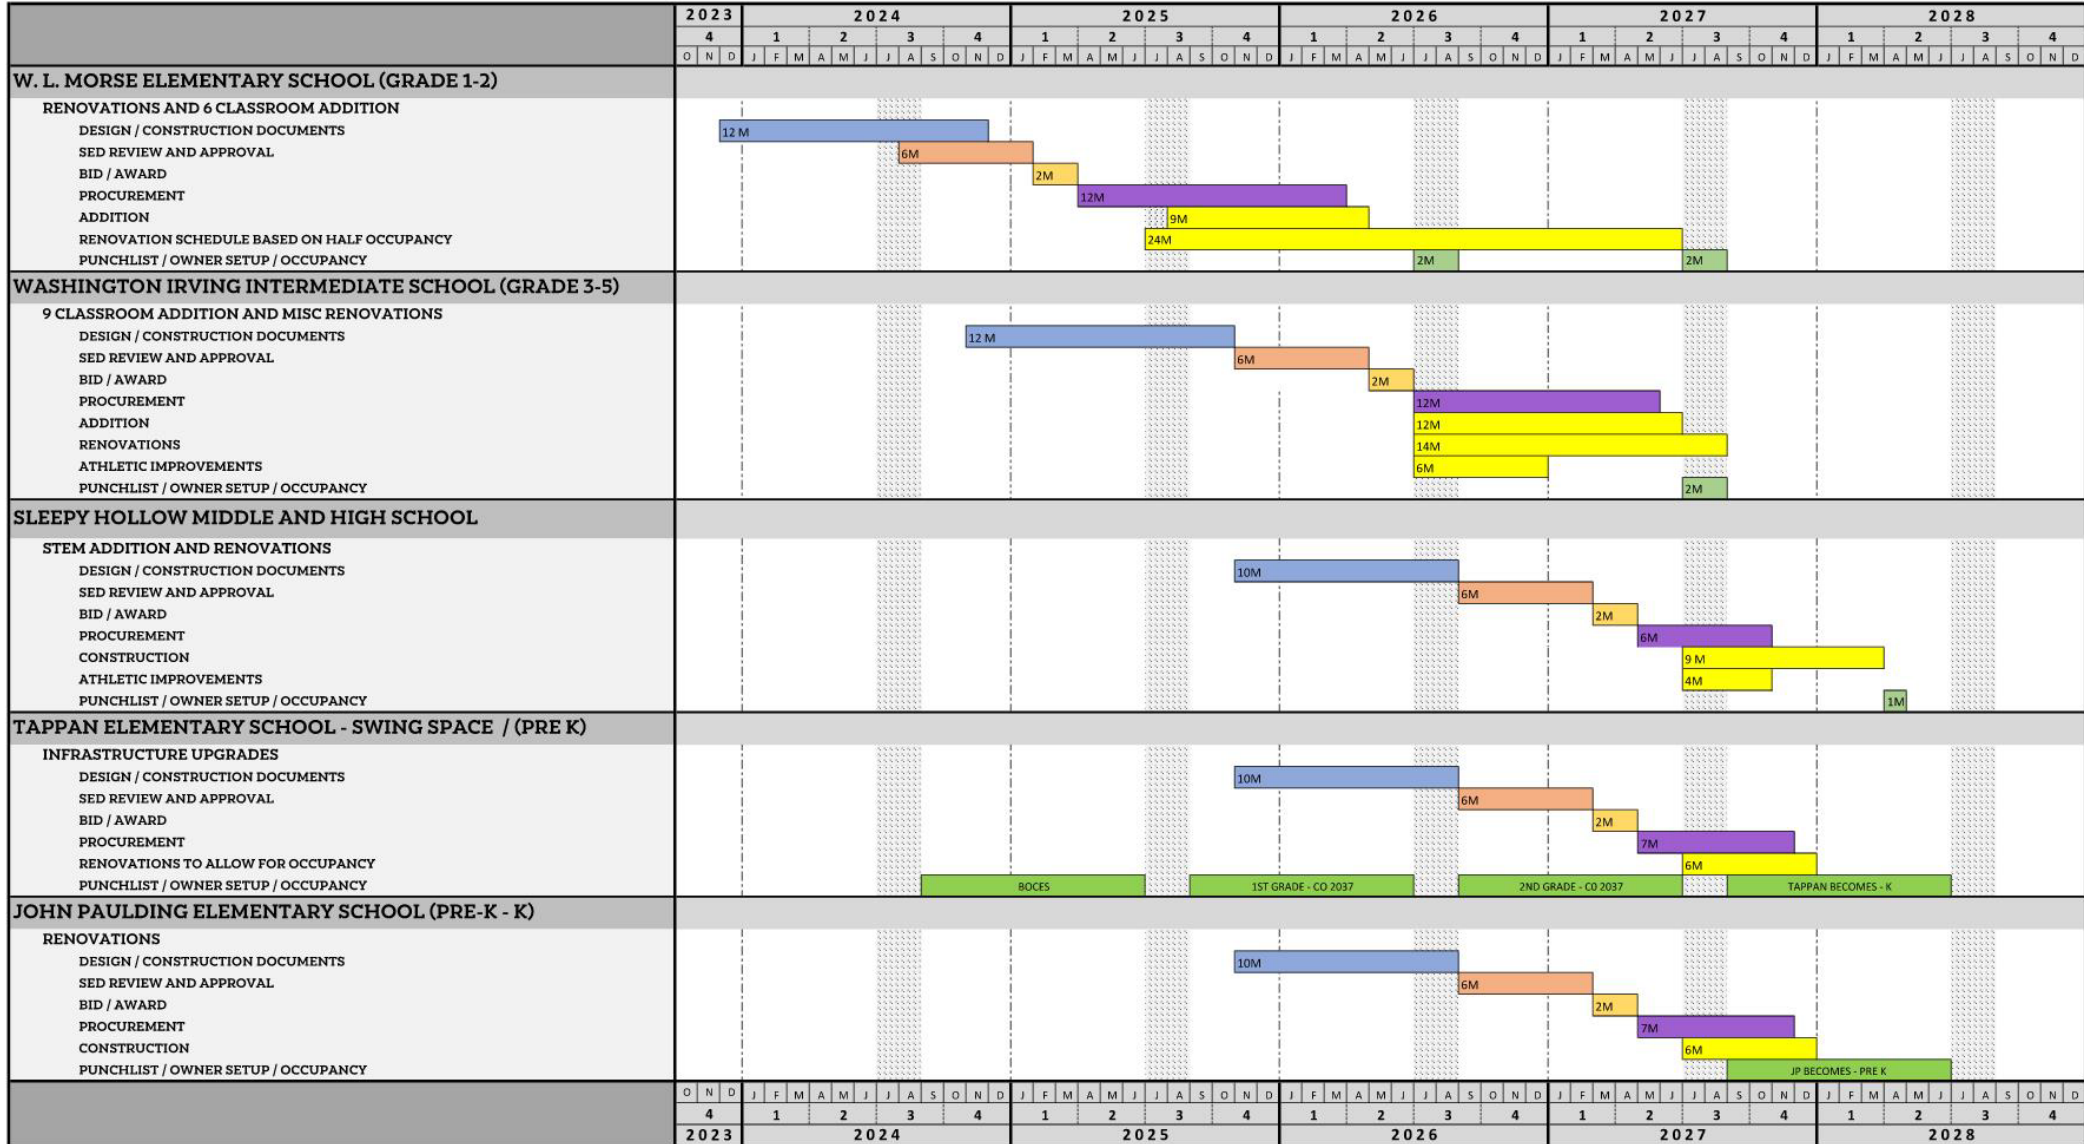 2023 2024 2025 2026 2027 2028
4 1 2 3 4 1 2 3 4 1 2 3 4 1 2 3 4 1 2 3 4
O N D J F M A M J J A S O N D J F M A M J J A S O N D J F M A M J J A S O N D J F M A M J J A S O N D J F M A M J J A S O N D
W. L. MORSE ELEMENTARY SCHOOL (GRADE 1-2)
RENOVATIONS AND 6 CLASSROOM ADDITION
DESIGN / CONSTRUCTION DOCUMENTS 12 M
SED REVIEW AND APPROVAL 6M
BID / AWARD 2M
PROCUREMENT 12M
ADDITION 9M
RENOVATION SCHEDULE BASED ON HALF OCCUPANCY 24M
PUNCHLIST / OWNER SETUP / OCCUPANCY 2M 2M
WASHINGTON IRVING INTERMEDIATE SCHOOL (GRADE 3-5)
9 CLASSROOM ADDITION AND MISC RENOVATIONS
DESIGN / CONSTRUCTION DOCUMENTS 12 M
SED REVIEW AND APPROVAL 6M
BID / AWARD 2M
PROCUREMENT 12M
ADDITION 12M
RENOVATIONS 14M
ATHLETIC IMPROVEMENTS 6M
PUNCHLIST / OWNER SETUP / OCCUPANCY 2M
SLEEPY HOLLOW MIDDLE AND HIGH SCHOOL
STEM ADDITION AND RENOVATIONS
DESIGN / CONSTRUCTION DOCUMENTS 10M
SED REVIEW AND APPROVAL 6M
BID / AWARD 2M
PROCUREMENT 6M
CONSTRUCTION 9 M
ATHLETIC IMPROVEMENTS 4M
PUNCHLIST / OWNER SETUP / OCCUPANCY 1M
TAPPAN ELEMENTARY SCHOOL - SWING SPACE / (PRE K)
INFRASTRUCTURE UPGRADES
DESIGN / CONSTRUCTION DOCUMENTS 10M
SED REVIEW AND APPROVAL 6M
BID / AWARD 2M
PROCUREMENT 7M
RENOVATIONS TO ALLOW FOR OCCUPANCY 6M
PUNCHLIST / OWNER SETUP / OCCUPANCY BOCES 1ST GRADE - CO 2037 2ND GRADE - C0 2037 TAPPAN BECOMES - K
JOHN PAULDING ELEMENTARY SCHOOL (PRE-K - K)
RENOVATIONS
DESIGN / CONSTRUCTION DOCUMENTS 10M
SED REVIEW AND APPROVAL 6M
BID / AWARD 2M
PROCUREMENT 7M
CONSTRUCTION 6M
PUNCHLIST / OWNER SETUP / OCCUPANCY JP BECOMES - PRE K
O N D J F M A M J J A S O N D J F M A M J J A S O N D J F M A M J J A S O N D J F M A M J J A S O N D J F M A M J J A S O N D
4 1 2 3 4 1 2 3 4 1 2 3 4 1 2 3 4 1 2 3 4
2023 2024 2025 2026 2027 2028